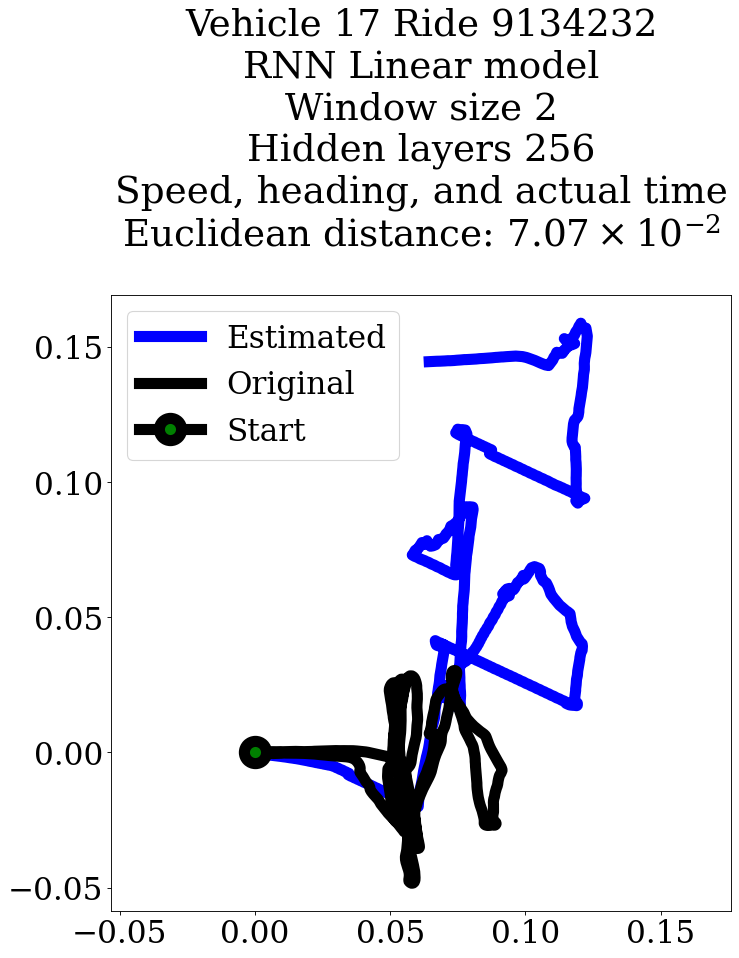 Vehicle 17 Ride 9134232
RNN Linear model
Window size 2
Hidden layers 256
Speed, heading, and actual time
Euclidean distance: 7.07 × 10⁻²
Estimated
Original
Start
0.15
0.10
0.05
0.00
−0.05
−0.05 0.00 0.05 0.10 0.15